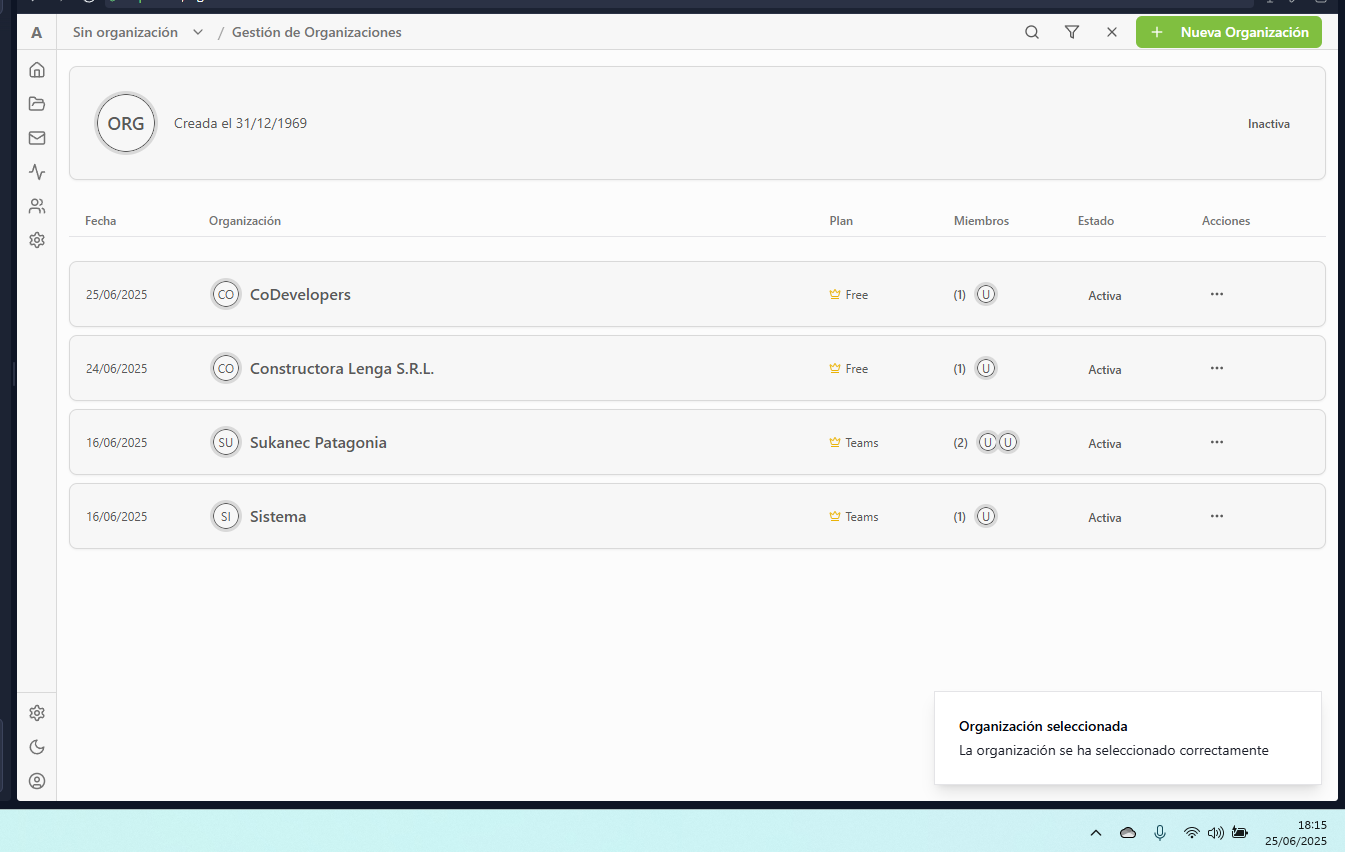 A Sin organización / Gestión de Organizaciones + Nueva Organización
ORG Creada el 31/12/1969 Inactiva
Fecha Organización Plan Miembros Estado Acciones
25/06/2025 CO CoDevelopers Free (1) U Activa ...
24/06/2025 CO Constructora Lenga S.R.L. Free (1) U Activa ...
16/06/2025 SU Sukanec Patagonia Teams (2) U U Activa ...
16/06/2025 SI Sistema Teams (1) U Activa ...
Organización seleccionada
La organización se ha seleccionado correctamente
18:15
25/06/2025